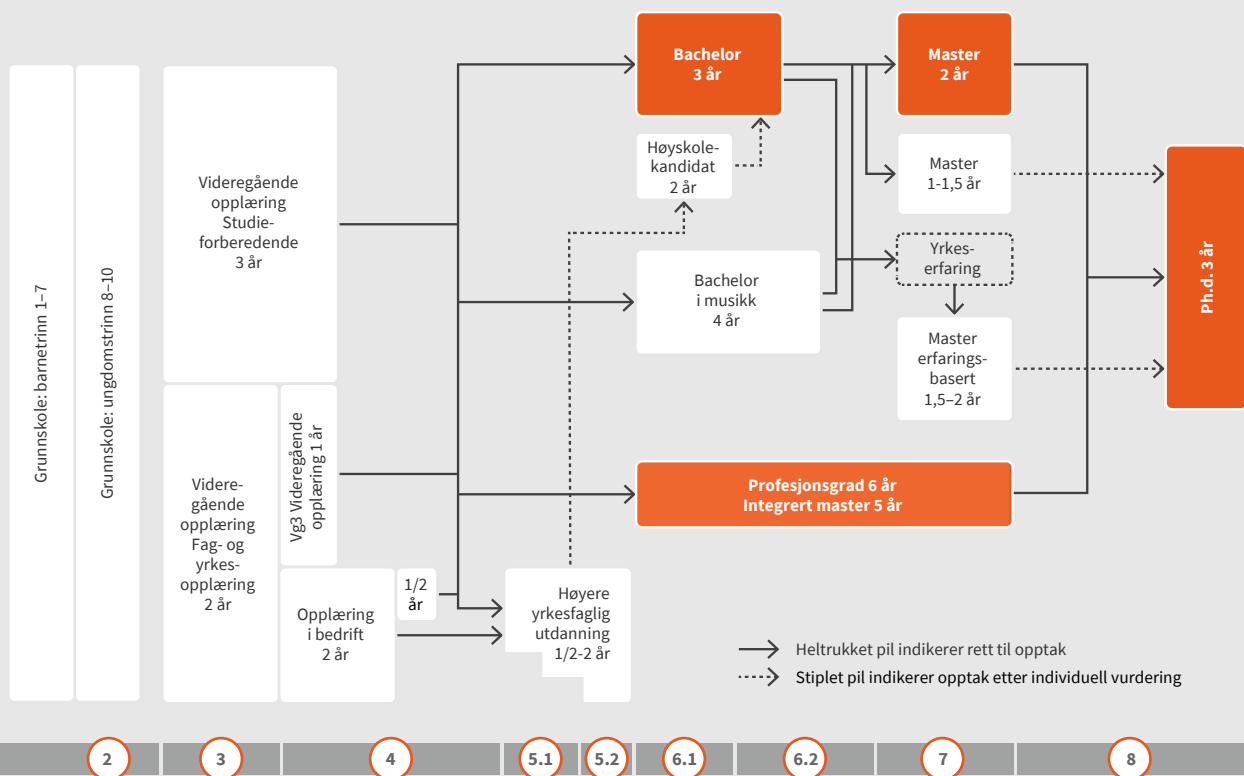 Grunnskole: barnetrinn 1–7
Grunnskole: ungdomstrinn 8–10
Videregående
opplæring
Studie-
forberedende
3 år
Videre-
gående
opplæring
Fag- og
yrkes-
opplæring
2 år
Vg3 Videregående
opplæring 1 år
Opplæring
i bedrift
2 år
1/2
år
Høyere
yrkesfaglig
utdanning
1/2-2 år
Bachelor
3 år
Høyskole-
kandidat
2 år
Bachelor
i musikk
4 år
Profesjonsgrad 6 år
Integrert master 5 år
Master
2 år
Master
1-1,5 år
Yrkes-
erfaring
Master
erfarings-
basert
1,5–2 år
Ph.d. 3 år
Heltrukket pil indikerer rett til opptak
Stiplet pil indikerer opptak etter individuell vurdering
2
3
4
5.1
5.2
6.1
6.2
7
8